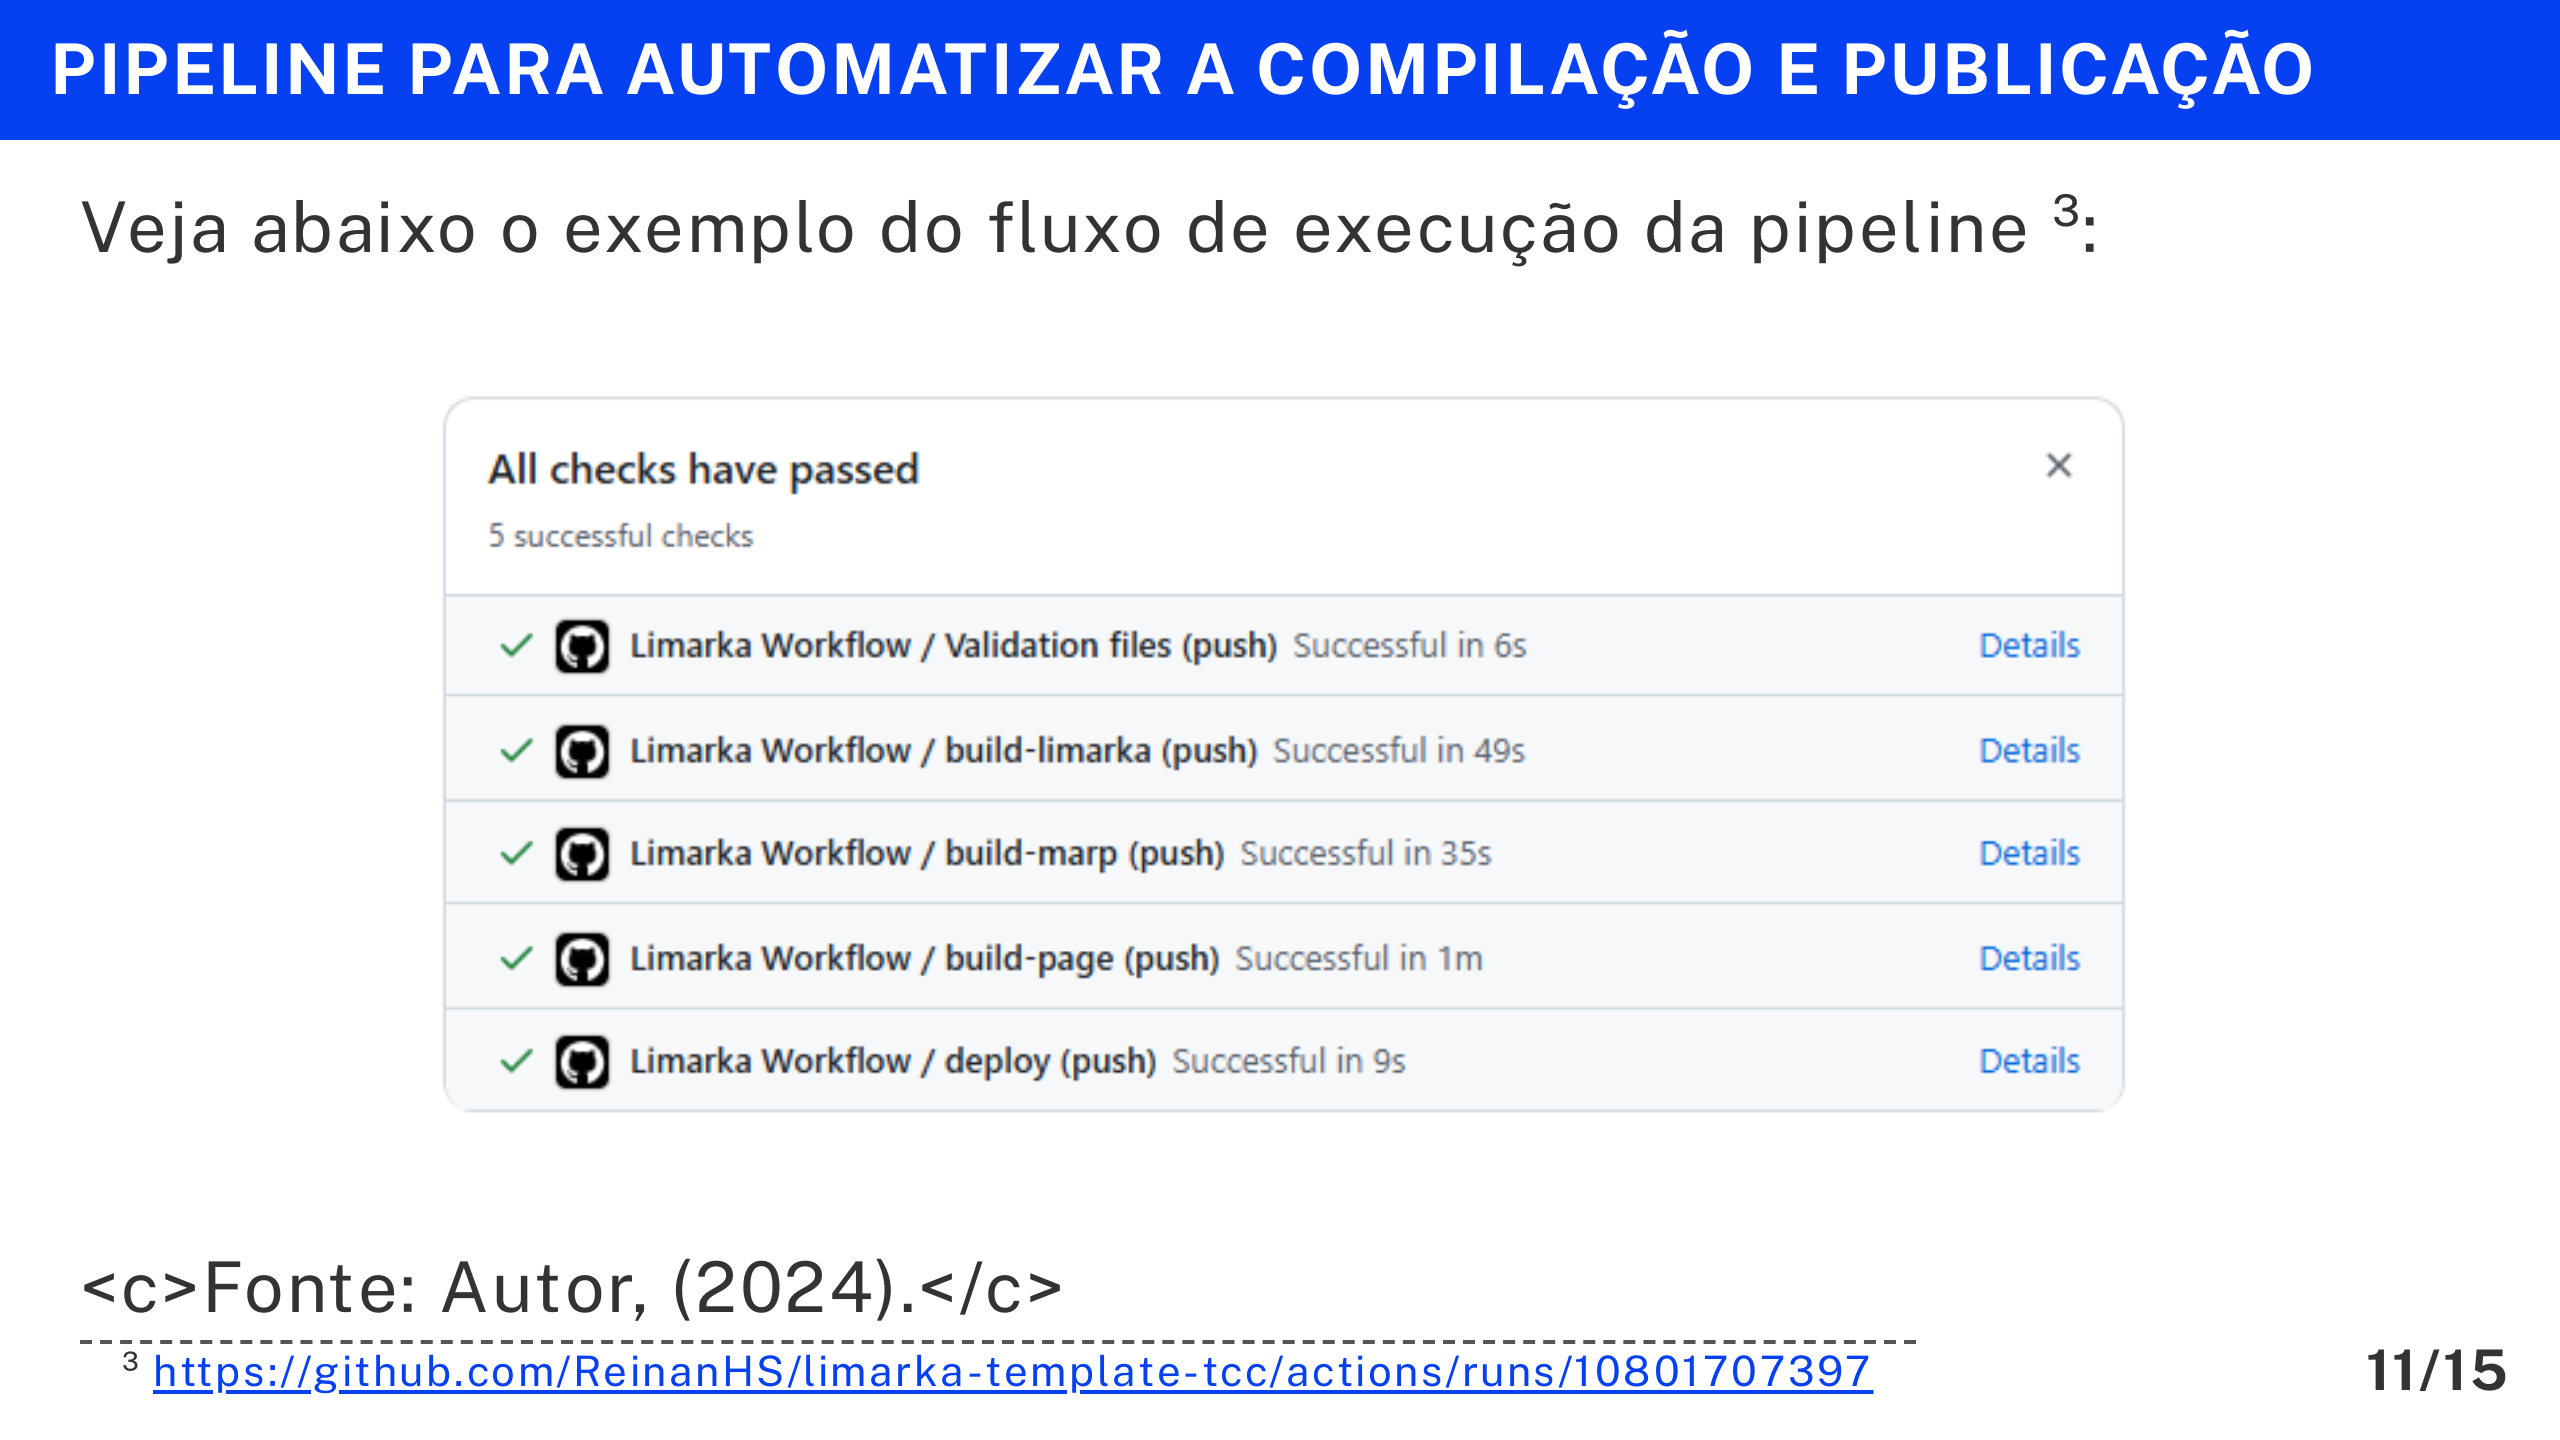 PIPELINE PARA AUTOMATIZAR A COMPILAÇÃO E PUBLICAÇÃO
Veja abaixo o exemplo do fluxo de execução da pipeline ³:
All checks have passed
5 successful checks
Limarka Workflow / Validation files (push) Successful in 6s Details
Limarka Workflow / build-limarka (push) Successful in 49s Details
Limarka Workflow / build-marp (push) Successful in 35s Details
Limarka Workflow / build-page (push) Successful in 1m Details
Limarka Workflow / deploy (push) Successful in 9s Details
<c>Fonte: Autor, (2024).</c>
³ https://github.com/ReinanHS/limarka-template-tcc/actions/runs/10801707397
11/15